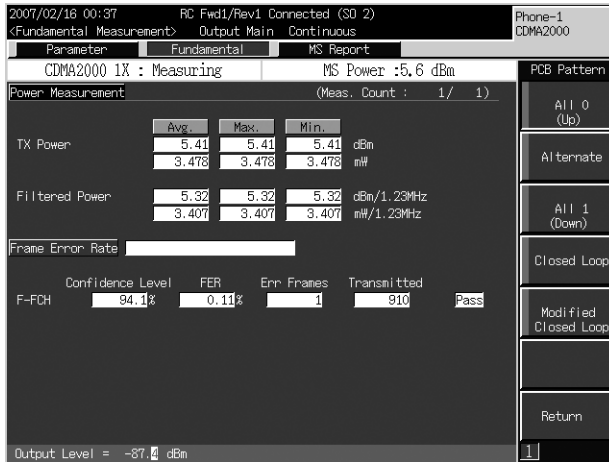 2007/02/16 00:37 RC Fwd1/Rev1 Connected (SO 2)
<Fundamental Measurement> Output Main Continuous
Phone-1
CDMA2000
Parameter Fundamental MS Report
CDMA2000 1X : Measuring MS Power :5.6 dBm
Power Measurement (Meas. Count : 1/ 1)
Avg. Max. Min.
TX Power 5.41 5.41 5.41 dBm
3.478 3.478 3.478 mW
Filtered Power 5.32 5.32 5.32 dBm/1.23MHz
3.407 3.407 3.407 mW/1.23MHz
Frame Error Rate
Confidence Level FER Err Frames Transmitted
F-FCH 94.1% 0.11% 1 910 Pass
Output Level = -87.4 dBm
PCB Pattern
All 0
(Up)
Alternate
All 1
(Down)
Closed Loop
Modified
Closed Loop
Return
1